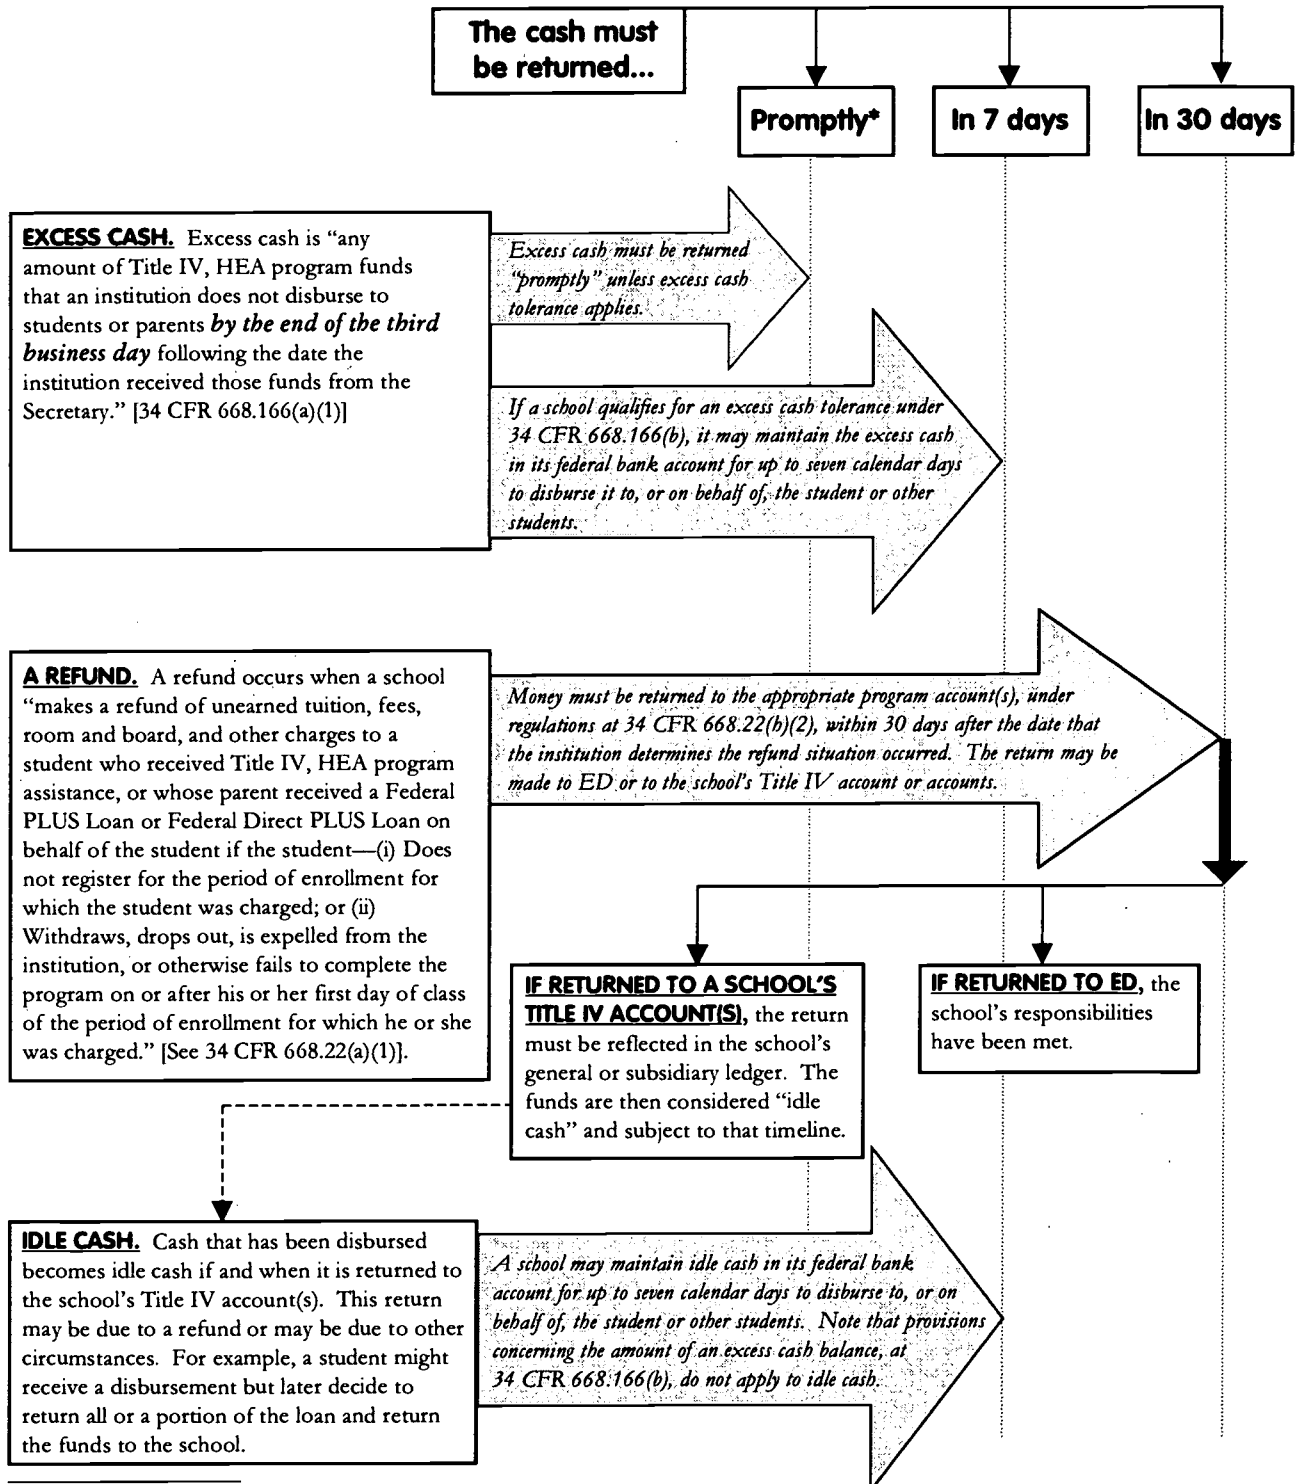 The cash must
be returned...
Promptly*
In 7 days
In 30 days
EXCESS CASH. Excess cash is “any
amount of Title IV, HEA program funds
that an institution does not disburse to
students or parents by the end of the third
business day following the date the
institution received those funds from the
Secretary.” [34 CFR 668.166(a)(1)]
Excess cash must be returned
“promptly” unless excess cash
tolerance applies.
If a school qualifies for an excess cash tolerance under
34 CFR 668.166(b), it may maintain the excess cash
in its federal bank account for up to seven calendar days
to disburse it to, or on behalf of, the student or other
students.
A REFUND. A refund occurs when a school
“makes a refund of unearned tuition, fees,
room and board, and other charges to a
student who received Title IV, HEA program
assistance, or whose parent received a Federal
PLUS Loan or Federal Direct PLUS Loan on
behalf of the student if the student—(i) Does
not register for the period of enrollment for
which the student was charged; or (ii)
Withdraws, drops out, is expelled from the
institution, or otherwise fails to complete the
program on or after his or her first day of class
of the period of enrollment for which he or she
was charged.” [See 34 CFR 668.22(a)(1)].
Money must be returned to the appropriate program account(s), under
regulations at 34 CFR 668.22(h)(2), within 30 days after the date that
the institution determines the refund situation occurred. The return may be
made to ED or to the school's Title IV account or accounts.
IF RETURNED TO A SCHOOL'S
TITLE IV ACCOUNT(S), the return
must be reflected in the school's
general or subsidiary ledger. The
funds are then considered “idle
cash” and subject to that timeline.
IF RETURNED TO ED, the
school's responsibilities
have been met.
IDLE CASH. Cash that has been disbursed
becomes idle cash if and when it is returned to
the school's Title IV account(s). This return
may be due to a refund or may be due to other
circumstances. For example, a student might
receive a disbursement but later decide to
return all or a portion of the loan and return
the funds to the school.
A school may maintain idle cash in its federal bank
account for up to seven calendar days to disburse to, or on
behalf of, the student or other students. Note that provisions
concerning the amount of an excess cash balance, at
34 CFR 668.166(b), do not apply to idle cash.